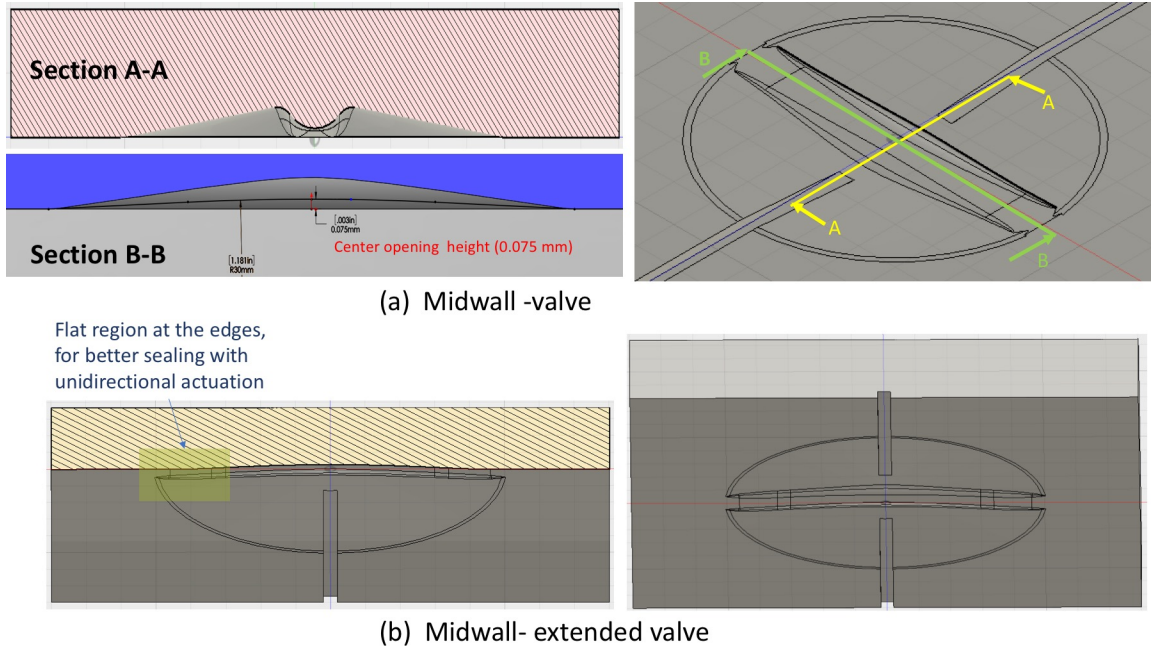 Section A-A
B
A
[.003in]
0.075mm
Center opening height (0.075 mm)
[1.181in]
R30mm
Section B-B
A
B
(a) Midwall -valve
Flat region at the edges,
for better sealing with
unidirectional actuation
(b) Midwall- extended valve